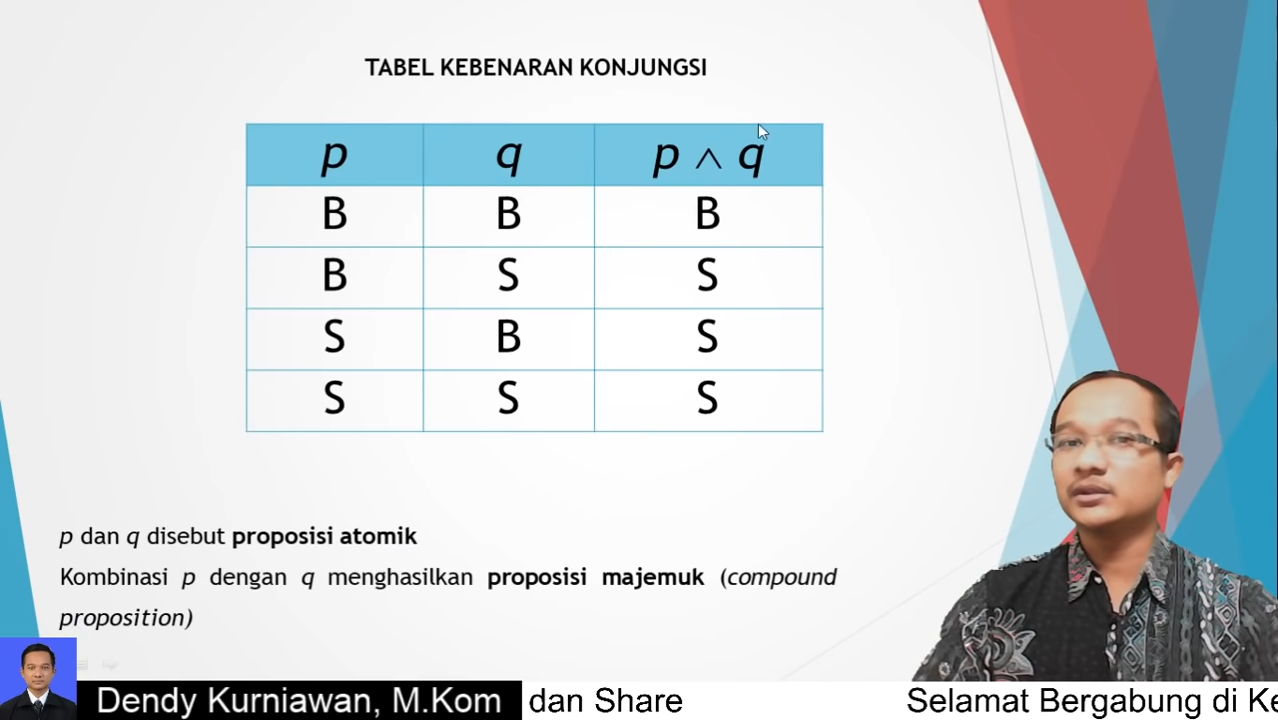 TABEL KEBENARAN KONJUNGSI
p q p ∧ q
B B B
B S S
S B S
S S S
p dan q disebut proposisi atomik
Kombinasi p dengan q menghasilkan proposisi majemuk (compound
proposition)
Dendy Kurniawan, M.Kom dan Share Selamat Bergabung di Ke